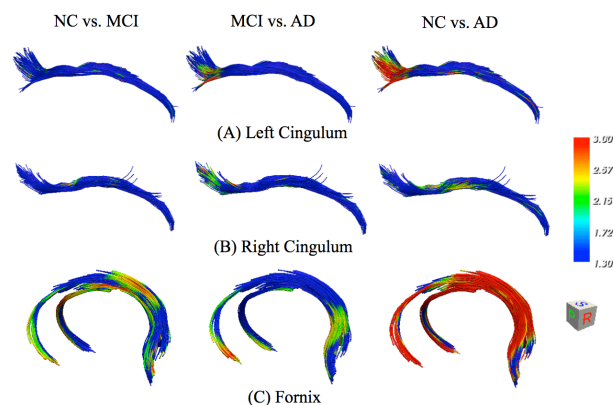 NC vs. MCI MCI vs. AD NC vs. AD
(A) Left Cingulum
(B) Right Cingulum
(C) Fornix
3.00
2.57
2.15
1.72
1.30
S
R